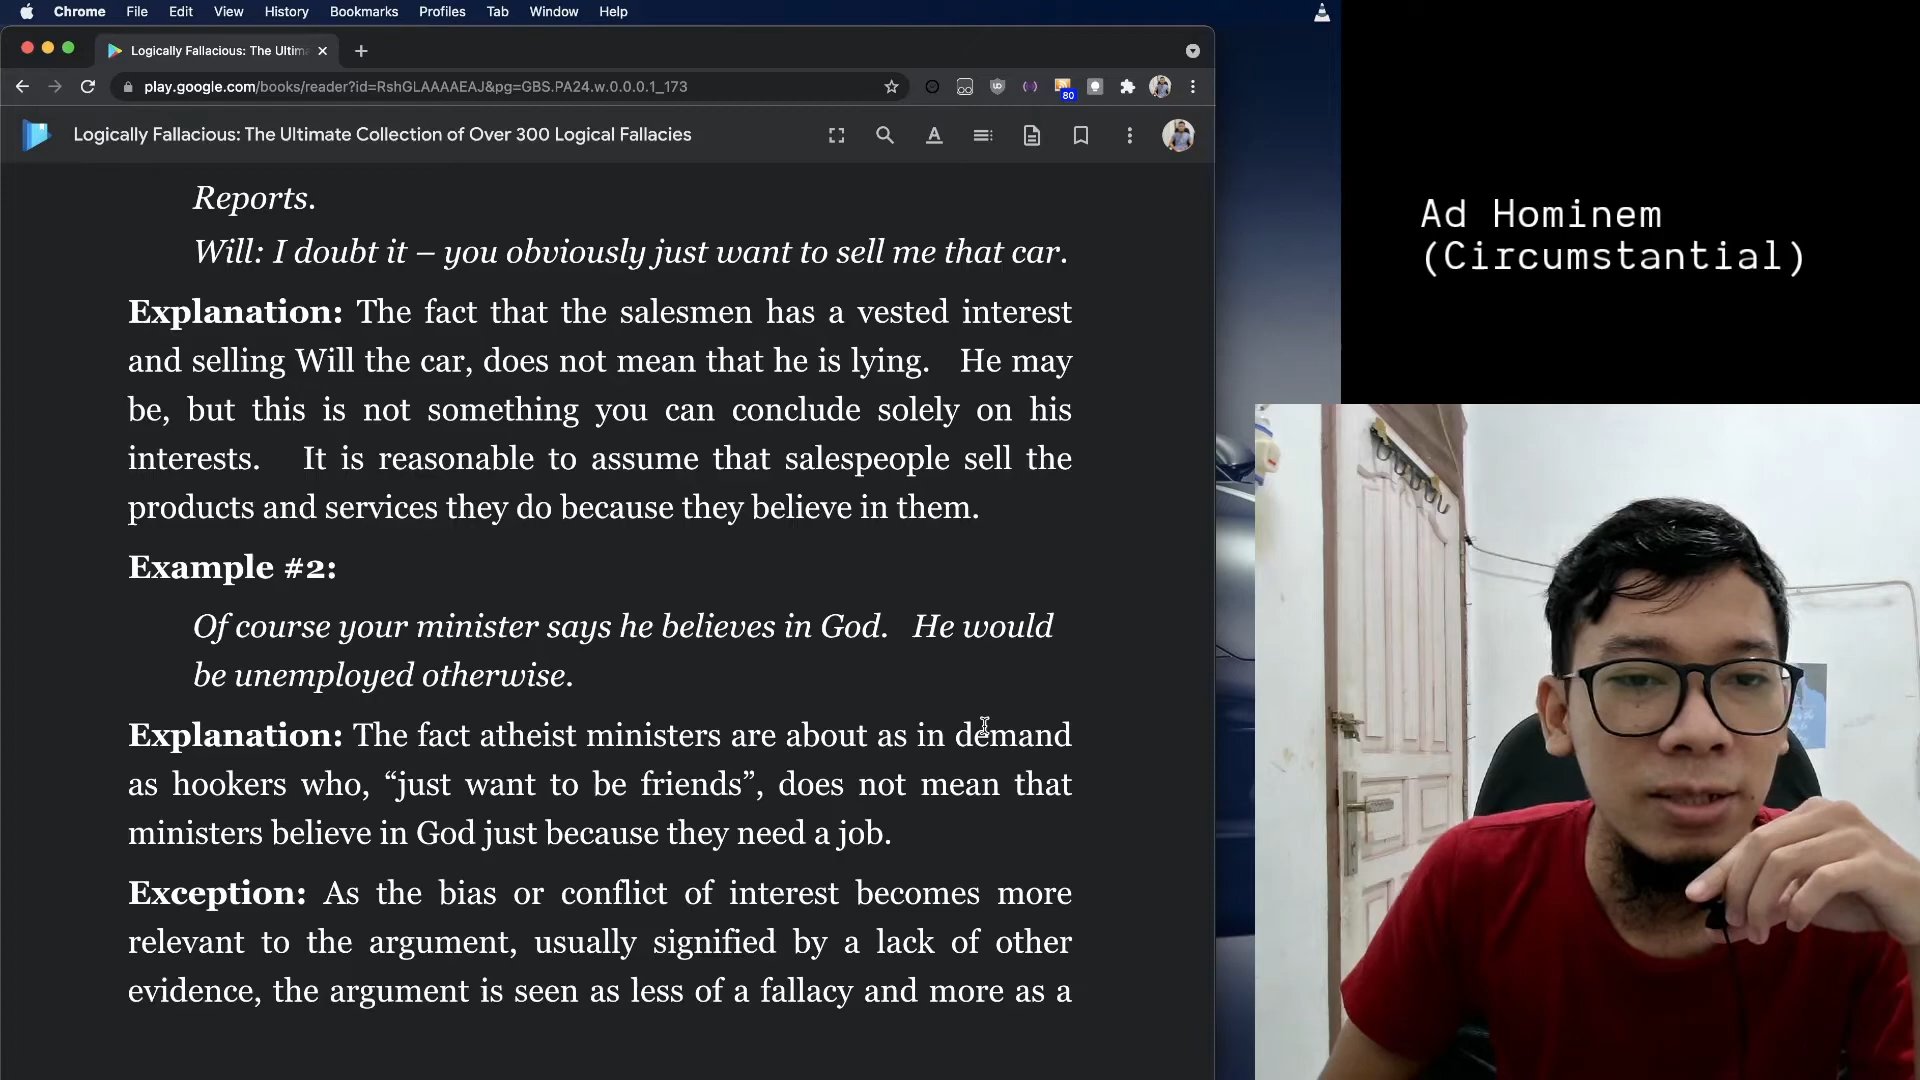 Chrome File Edit View History Bookmarks Profiles Tab Window Help
Logically Fallacious: The Ultim
play.google.com/books/reader?id=RshGLAAAAEAJ&pg=GBS.PA24.w.0.0.0.1_173
80
Logically Fallacious: The Ultimate Collection of Over 300 Logical Fallacies
Reports.
Will: I doubt it – you obviously just want to sell me that car.
Explanation: The fact that the salesmen has a vested interest
and selling Will the car, does not mean that he is lying. He may
be, but this is not something you can conclude solely on his
interests. It is reasonable to assume that salespeople sell the
products and services they do because they believe in them.
Example #2:
Of course your minister says he believes in God. He would
be unemployed otherwise.
Explanation: The fact atheist ministers are about as in demand
as hookers who, “just want to be friends”, does not mean that
ministers believe in God just because they need a job.
Exception: As the bias or conflict of interest becomes more
relevant to the argument, usually signified by a lack of other
evidence, the argument is seen as less of a fallacy and more as a
Ad Hominem
(Circumstantial)